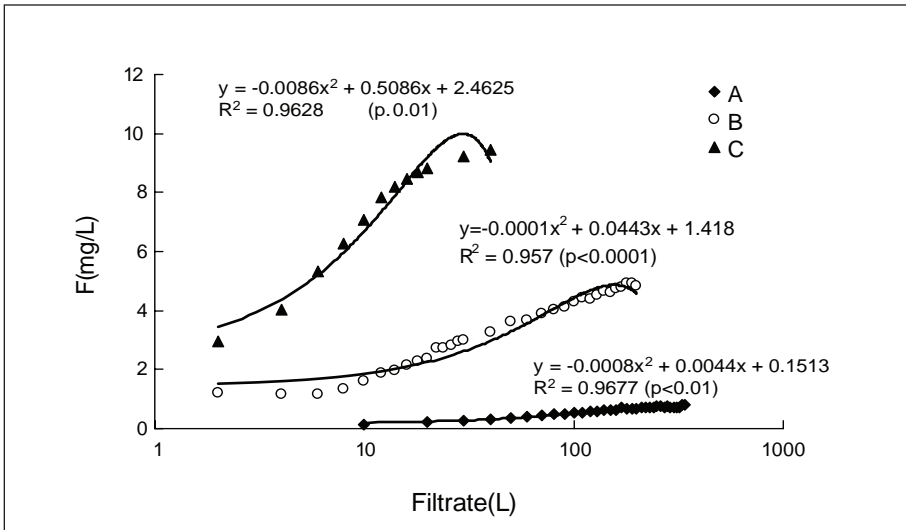 12
10
8
6
4
2
0
F(mg/L)
y = -0.0086x² + 0.5086x + 2.4625
R² = 0.9628 (p.0.01)
A
B
C
y=-0.0001x² + 0.0443x + 1.418
R² = 0.957 (p<0.0001)
y = -0.0008x² + 0.0044x + 0.1513
R² = 0.9677 (p<0.01)
1 10 100 1000
Filtrate(L)